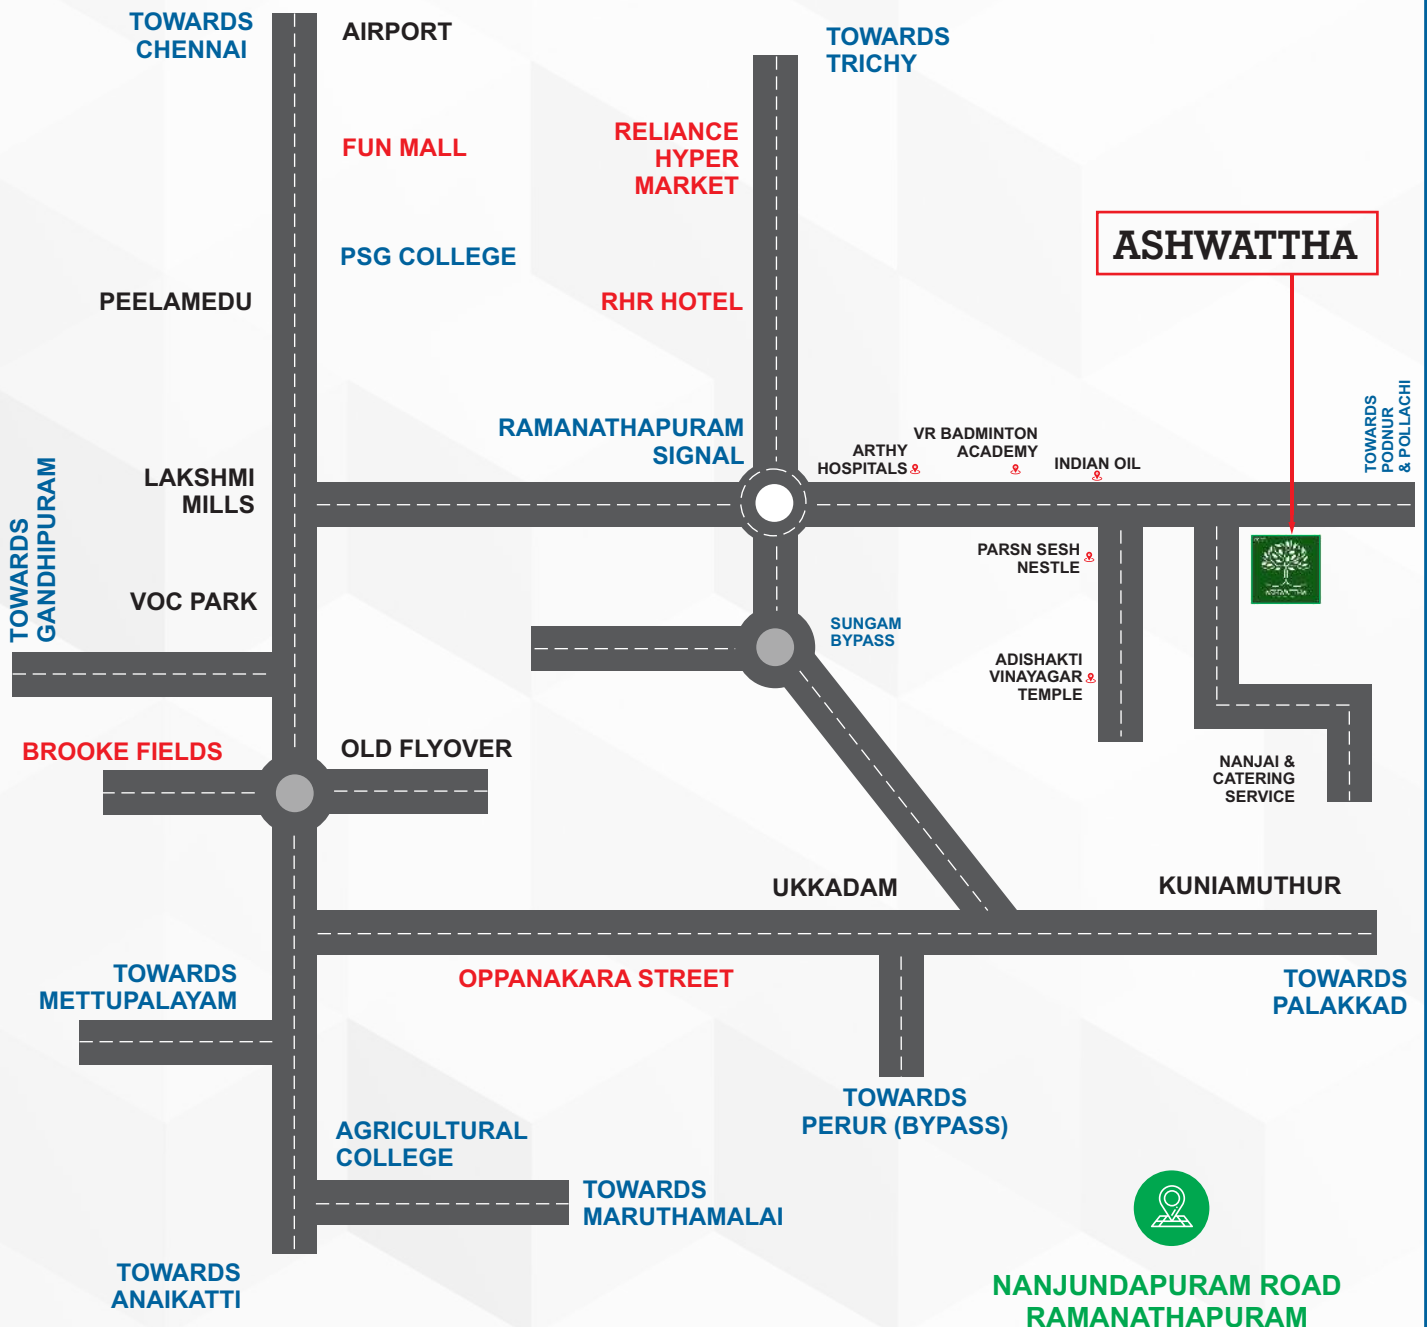 TOWARDS
CHENNAI
AIRPORT
TOWARDS
TRICHY
FUN MALL
RELIANCE
HYPER
MARKET
ASHWATTHA
PSG COLLEGE
PEELAMEDU
RHR HOTEL
TOWARDS
PODNUR
& POLLACHI
RAMANATHAPURAM
SIGNAL
ARTHY
HOSPITALS
VR BADMINTON
ACADEMY
INDIAN OIL
LAKSHMI
MILLS
TOWARDS
GANDHIPURAM
PARSN SESH
NESTLE
ASHWATTHA
VOC PARK
SUNGAM
BYPASS
ADISHAKTI
VINAYAGAR
TEMPLE
BROOKE FIELDS
OLD FLYOVER
NANJAI &
CATERING
SERVICE
UKKADAM
KUNIAMUTHUR
TOWARDS
METTUPALAYAM
OPPANAKARA STREET
TOWARDS
PALAKKAD
TOWARDS
PERUR (BYPASS)
AGRICULTURAL
COLLEGE
TOWARDS
MARUTHAMALAI
TOWARDS
ANAIKATTI
NANJUNDAPURAM ROAD
RAMANATHAPURAM